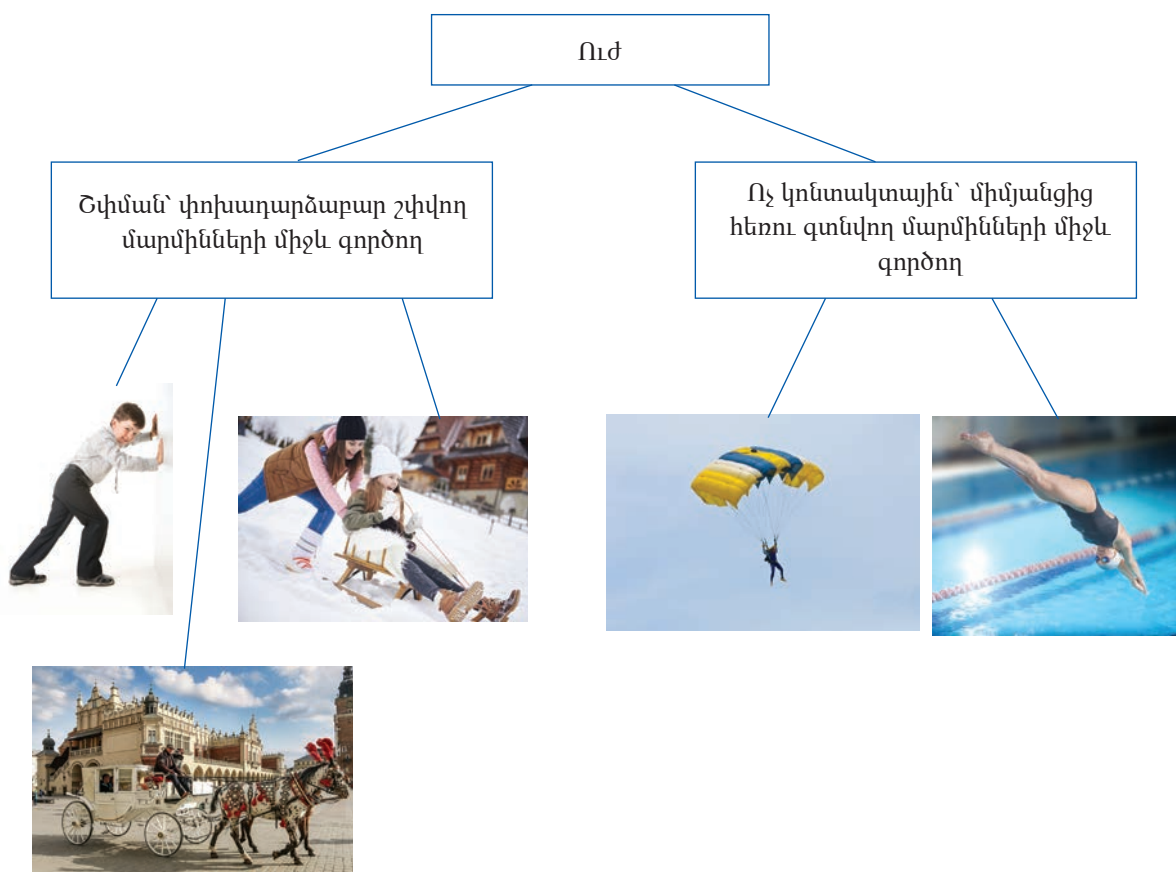 Ուժ
Շփման՝ փոխադարձաբար շփվող
մարմինների միջև գործող
Ոչ կոնտակտային՝ միմյանցից
հեռու գտնվող մարմինների միջև
գործող